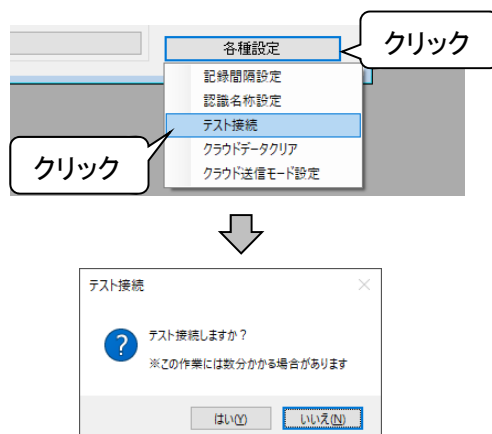 各種設定
クリック
記録間隔設定
認識名称設定
テスト接続
クラウドデータクリア
クラウド送信モード設定
クリック
テスト接続
テスト接続しますか？
※この作業には数分かかる場合があります
はい(Y)
いいえ(N)